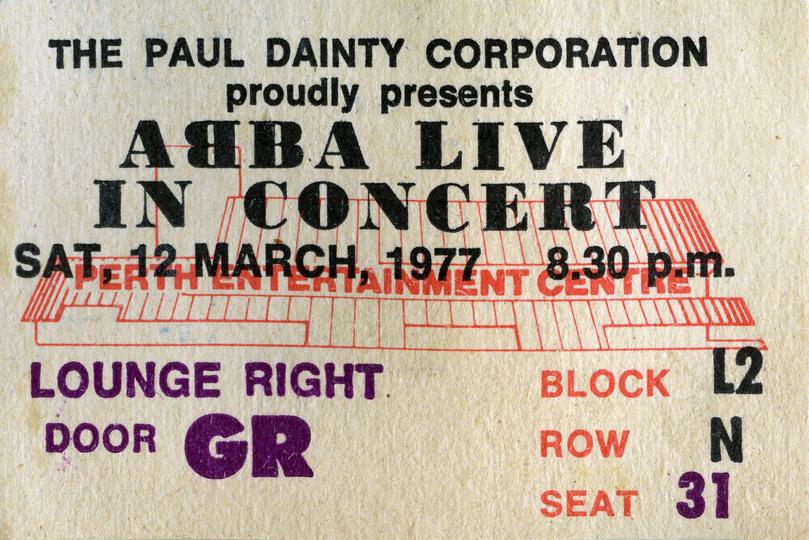 THE PAUL DAINTY CORPORATION
proudly presents
ABBA LIVE
IN CONCERT
SAT, 12 MARCH, 1977 8.30 p.m.
PERTH ENTERTAINMENT CENTRE
LOUNGE RIGHT
DOOR GR
BLOCK L2
ROW N
SEAT 31